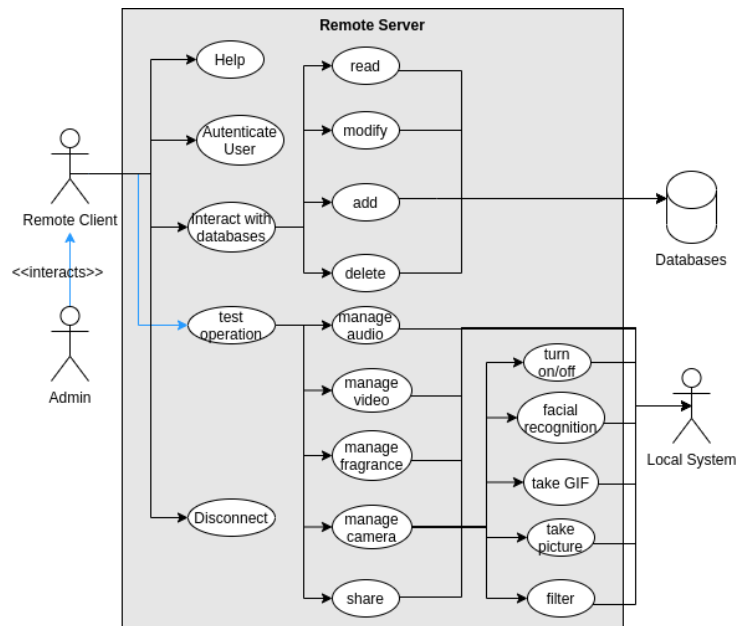 Remote Server
Help
Autenticate
User
Interact with
databases
test
operation
Disconnect
read
modify
add
delete
manage
audio
manage
video
manage
fragrance
manage
camera
share
turn
on/off
facial
recognition
take GIF
take
picture
filter
Remote Client
<<interacts>>
Admin
Databases
Local System